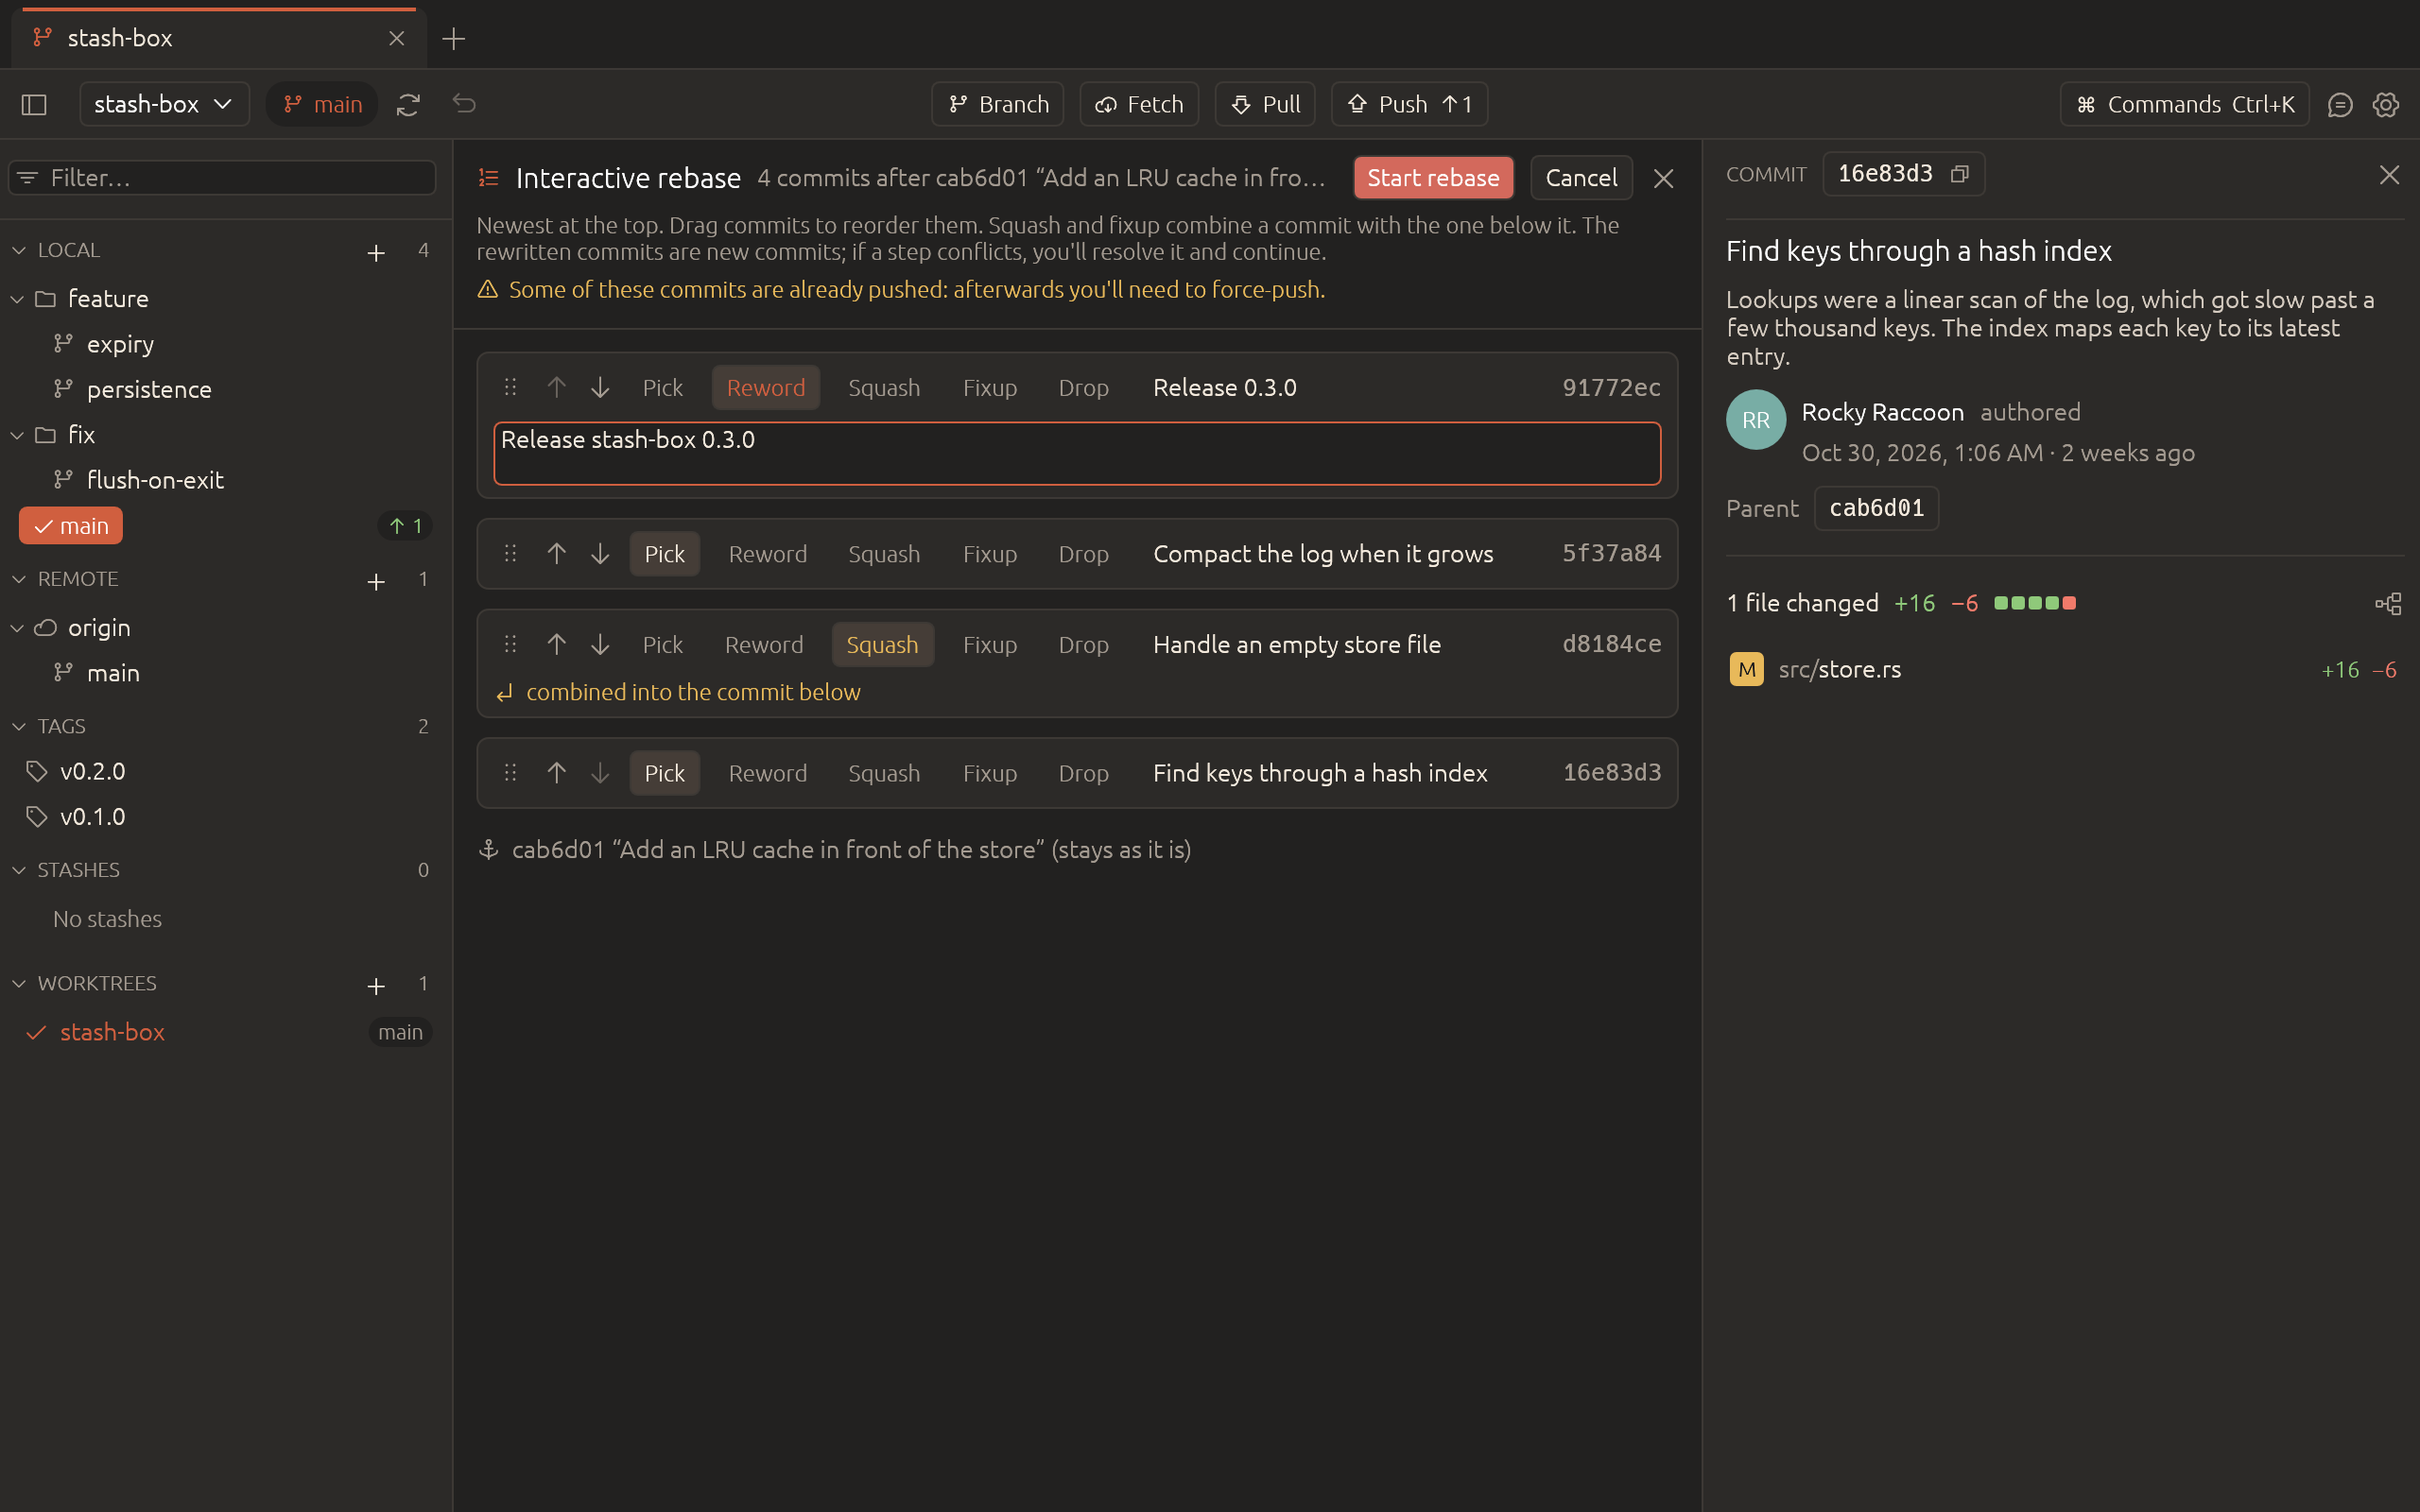 stash-box
stash-box
main
Branch
Fetch
Pull
Push ↑1
⌘ Commands Ctrl+K
Filter…
LOCAL 4
feature
expiry
persistence
fix
flush-on-exit
main ↑ 1
REMOTE 1
origin
main
TAGS 2
v0.2.0
v0.1.0
STASHES 0
No stashes
WORKTREES 1
stash-box main
Interactive rebase 4 commits after cab6d01 “Add an LRU cache in fro…
Start rebase
Cancel
Newest at the top. Drag commits to reorder them. Squash and fixup combine a commit with the one below it. The
rewritten commits are new commits; if a step conflicts, you'll resolve it and continue.
Some of these commits are already pushed: afterwards you'll need to force-push.
Pick Reword Squash Fixup Drop Release 0.3.0 91772ec
Release stash-box 0.3.0
Pick Reword Squash Fixup Drop Compact the log when it grows 5f37a84
Pick Reword Squash Fixup Drop Handle an empty store file d8184ce
combined into the commit below
Pick Reword Squash Fixup Drop Find keys through a hash index 16e83d3
cab6d01 “Add an LRU cache in front of the store” (stays as it is)
COMMIT 16e83d3
Find keys through a hash index
Lookups were a linear scan of the log, which got slow past a
few thousand keys. The index maps each key to its latest
entry.
RR
Rocky Raccoon authored
Oct 30, 2026, 1:06 AM · 2 weeks ago
Parent cab6d01
1 file changed +16 −6
M src/store.rs +16 −6